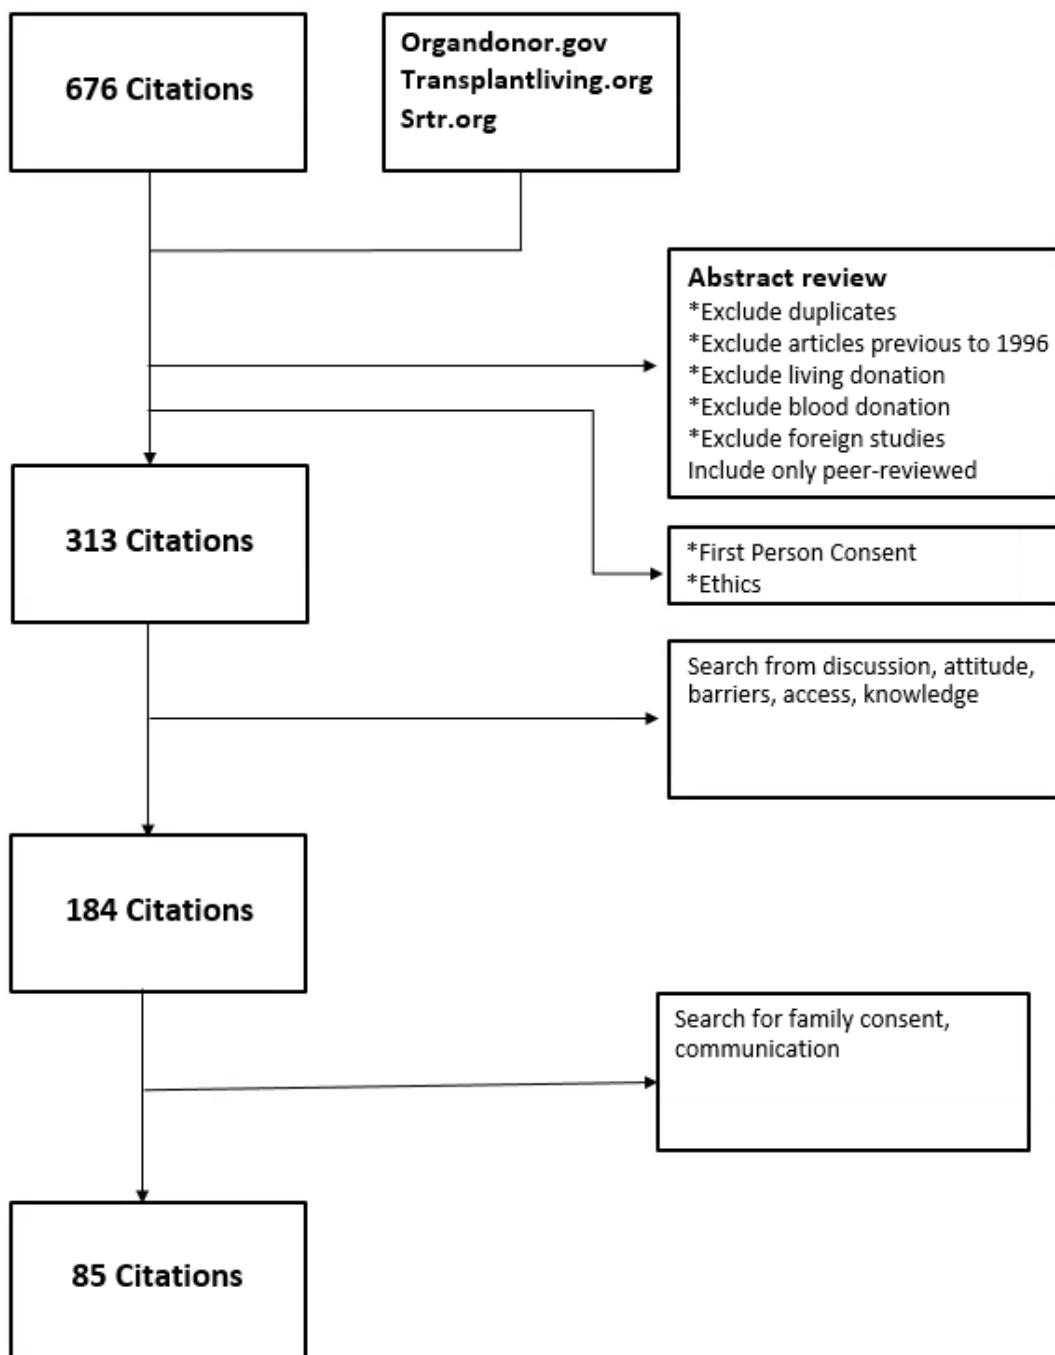 676 Citations
Organdonor.gov
Transplantliving.org
Srtr.org
Abstract review
*Exclude duplicates
*Exclude articles previous to 1996
*Exclude living donation
*Exclude blood donation
*Exclude foreign studies
Include only peer-reviewed
313 Citations
*First Person Consent
*Ethics
Search from discussion, attitude,
barriers, access, knowledge
184 Citations
Search for family consent,
communication
85 Citations